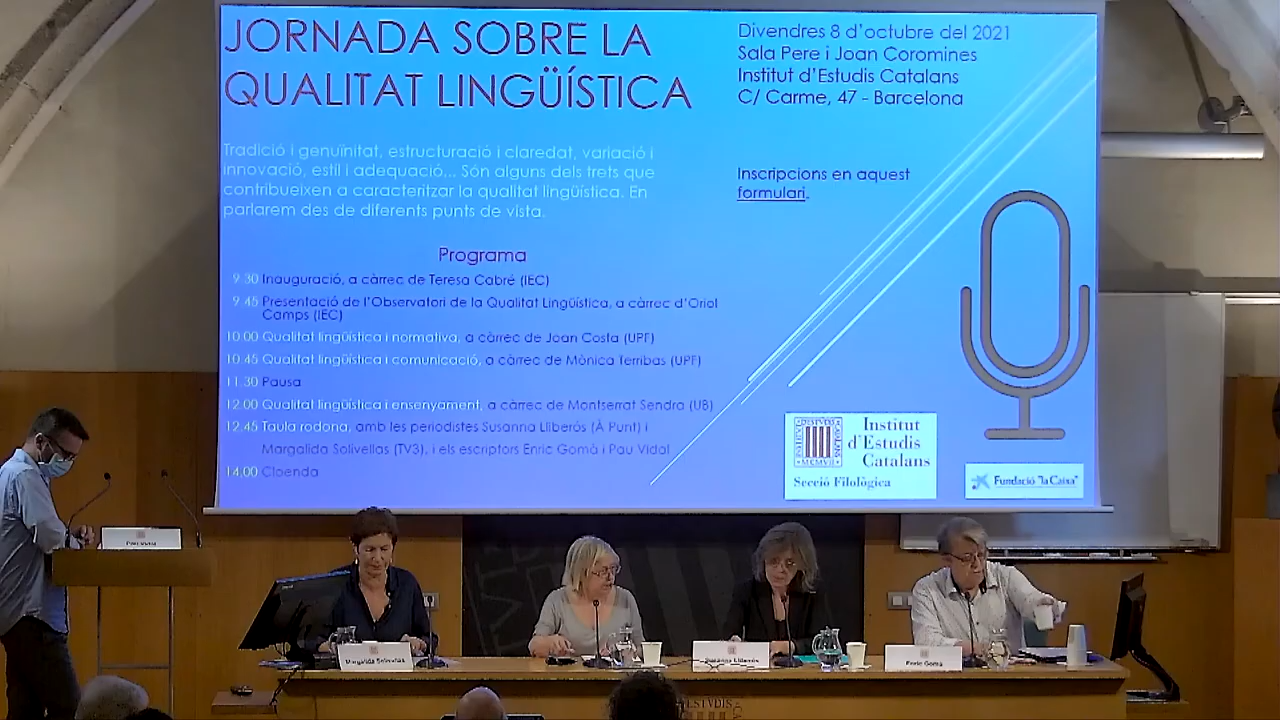 JORNADA SOBRE LA
QUALITAT LINGÜÍSTICA
Divendres 8 d'octubre del 2021
Sala Pere i Joan Coromines
Institut d'Estudis Catalans
C/ Carme, 47 - Barcelona
Tradició i genuïnitat, estructuració i claredat, variació i
innovació, estil i adequació... Són alguns dels trets que
contribueixen a caracteritzar la qualitat lingüística. En
parlarem des de diferents punts de vista.
Inscripcions en aquest
formulari.
Programa
9:30 Inauguració, a càrrec de Teresa Cabré (IEC)
9:45 Presentació de l'Observatori de la Qualitat Lingüística, a càrrec d'Oriol
Camps (IEC)
10:00 Qualitat lingüística i normativa, a càrrec de Joan Costa (UPF)
10:45 Qualitat lingüística i comunicació, a càrrec de Mònica Terribas (UPF)
11.30 Pausa
12:00 Qualitat lingüística i ensenyament, a càrrec de Montserrat Sendra (UB)
12.45 Taula rodona, amb les periodistes Susanna Lliberós (À Punt) i
Margalida Solivellas (TV3), i els escriptors Enric Gomà i Pau Vidal
14.00 Cloenda
Institut
d'Estudis
Catalans
Secció Filològica
Fundació "la Caixa"
Margalida Solivellas
Susanna Lliberós
Enric Gomà